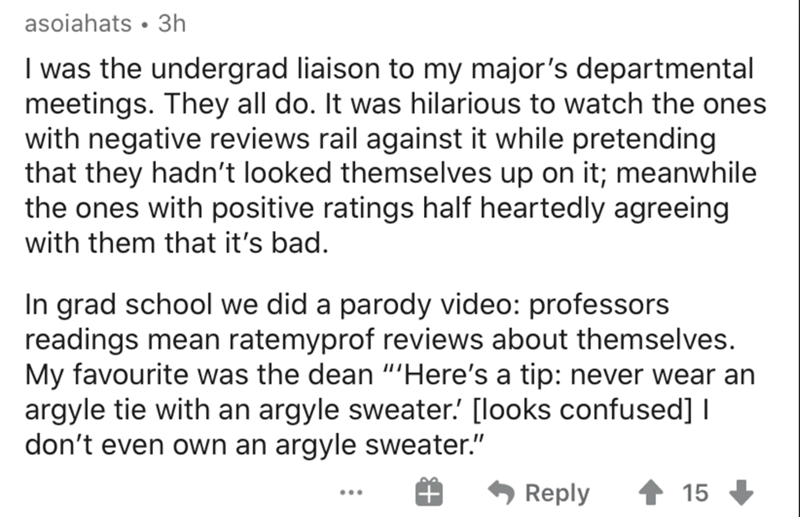 asoiahats • 3h
I was the undergrad liaison to my major's departmental
meetings. They all do. It was hilarious to watch the ones
with negative reviews rail against it while pretending
that they hadn't looked themselves up on it; meanwhile
the ones with positive ratings half heartedly agreeing
with them that it's bad.
In grad school we did a parody video: professors
readings mean ratemyprof reviews about themselves.
My favourite was the dean "'Here's a tip: never wear an
argyle tie with an argyle sweater.' [looks confused] I
don't even own an argyle sweater."
... Reply 15